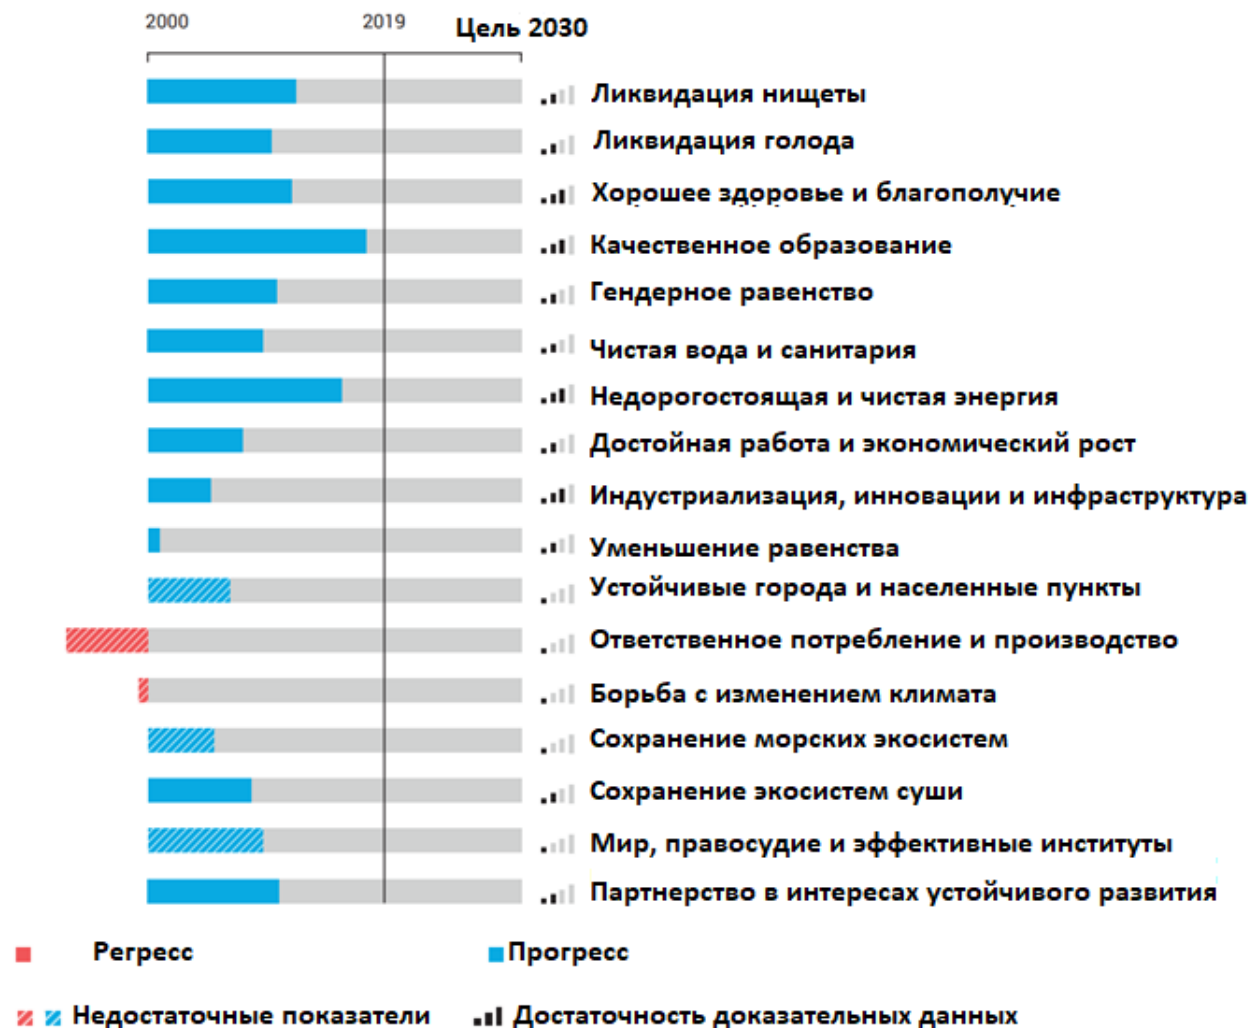 2000 2019 Цель 2030
Ликвидация нищеты
Ликвидация голода
Хорошее здоровье и благополучие
Качественное образование
Гендерное равенство
Чистая вода и санитария
Недорогостоящая и чистая энергия
Достойная работа и экономический рост
Индустриализация, инновации и инфраструктура
Уменьшение равенства
Устойчивые города и населенные пункты
Ответственное потребление и производство
Борьба с изменением климата
Сохранение морских экосистем
Сохранение экосистем суши
Мир, правосудие и эффективные институты
Партнерство в интересах устойчивого развития
Регресс Прогресс
Недостаточные показатели Достаточность доказательных данных